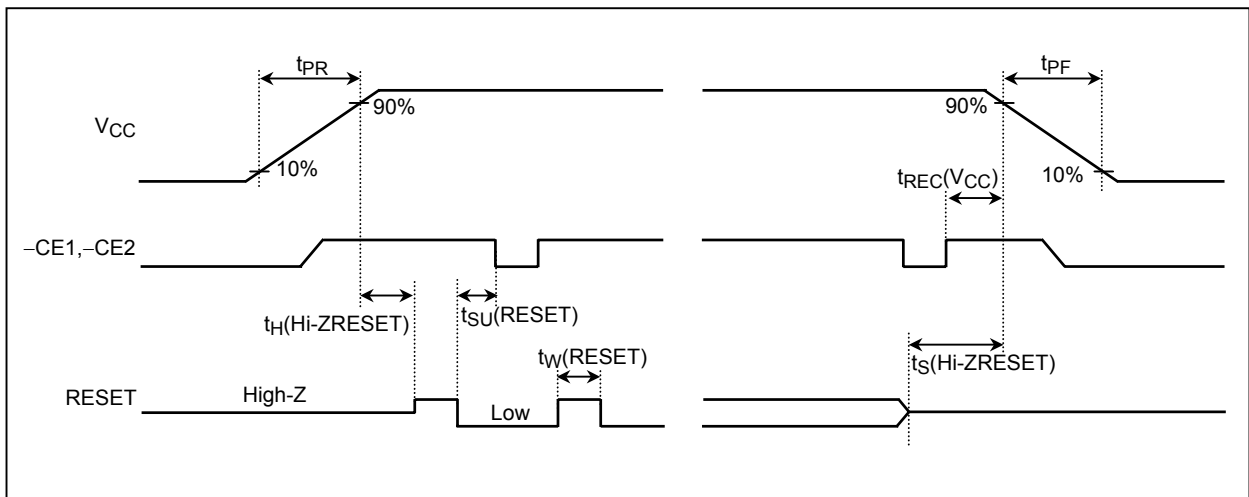 tPR
tPF
90%
90%
VCC
10%
tREC(VCC)
10%
–CE1,–CE2
tH(Hi-ZRESET)
tSU(RESET)
tW(RESET)
tS(Hi-ZRESET)
RESET
High-Z
Low